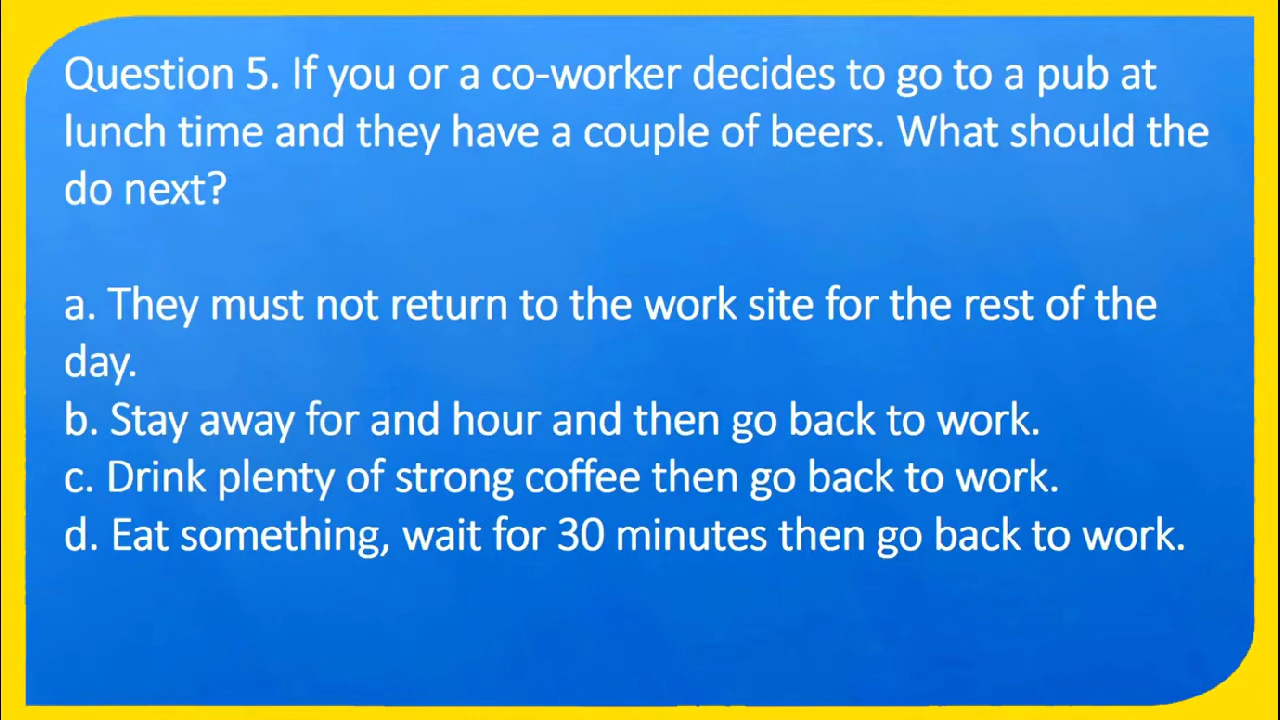 Question 5. If you or a co-worker decides to go to a pub at
lunch time and they have a couple of beers. What should the
do next?
a. They must not return to the work site for the rest of the
day.
b. Stay away for and hour and then go back to work.
c. Drink plenty of strong coffee then go back to work.
d. Eat something, wait for 30 minutes then go back to work.